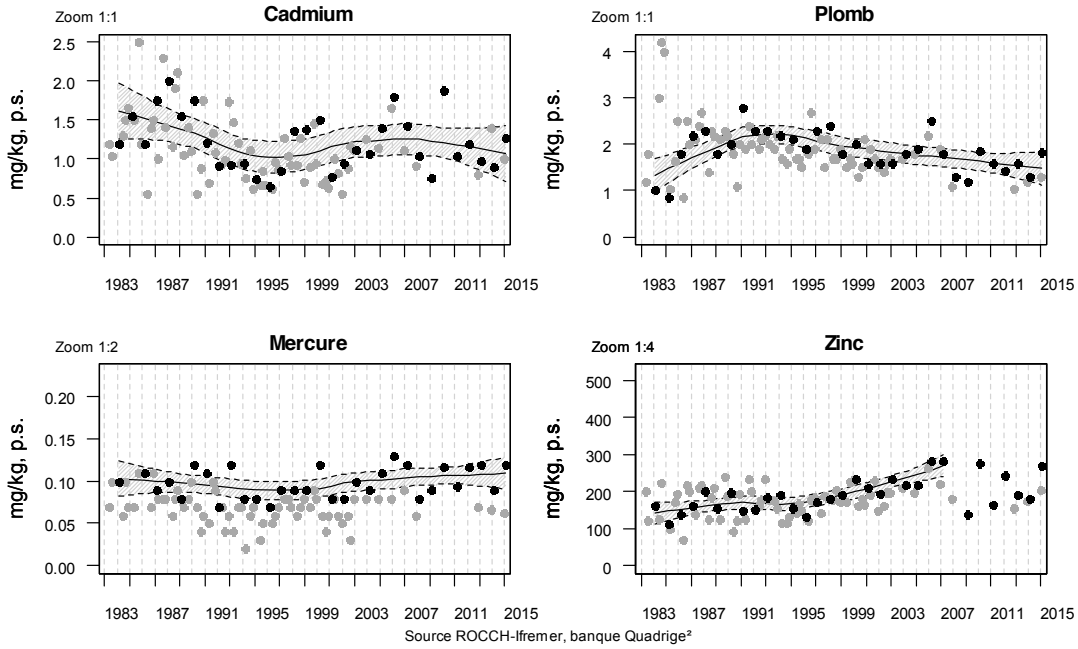 Zoom 1:1
Cadmium
mg/kg, p.s.
2.5
2.0
1.5
1.0
0.5
0.0
1983 1987 1991 1995 1999 2003 2007 2011 2015
Zoom 1:1
Plomb
mg/kg, p.s.
4
3
2
1
0
1983 1987 1991 1995 1999 2003 2007 2011 2015
Zoom 1:2
Mercure
mg/kg, p.s.
0.20
0.15
0.10
0.05
0.00
1983 1987 1991 1995 1999 2003 2007 2011 2015
Zoom 1:4
Zinc
mg/kg, p.s.
500
400
300
200
100
0
1983 1987 1991 1995 1999 2003 2007 2011 2015
Source ROCCH-Ifremer, banque Quadrige²